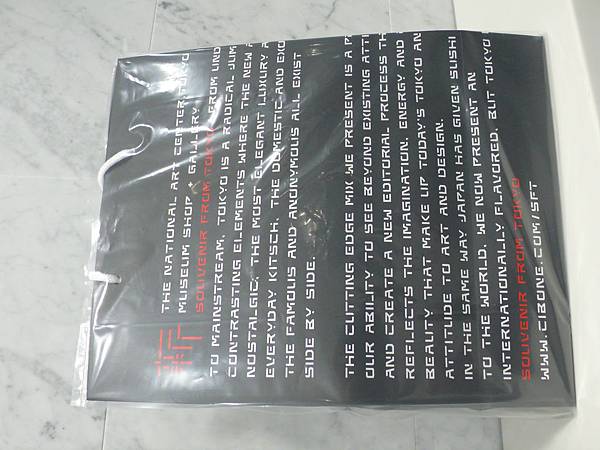 THE NATIONAL ART CENTER, TOKYO
MUSEUM SHOP GALLERY
SOUVENIR FROM TOKYO
TO MAINSTREAM, TOKYO IS A RADICAL JUM
CONTRASTING ELEMENTS WHERE THE NEW A
NOSTALGIC, THE MOST ELEGANT LUXURY A
EVERYDAY KITSCH, THE DOMESTIC AND EXO
THE FAMOUS AND ANONYMOUS ALL EXIST
SIDE BY SIDE.
THE CUTTING EDGE MIX WE PRESENT IS A
OUR ABILITY TO SEE BEYOND EXISTING ATTI
AND CREATE A NEW EDITORIAL PROCESS TH
REFLECTS THE IMAGINATION, ENERGY AND
BEAUTY THAT MAKE UP TODAY'S TOKYO AN
ATTITUDE TO ART AND DESIGN.
IN THE SAME WAY JAPAN HAS GIVEN SUSHI
TO THE WORLD, WE NOW PRESENT AN
INTERNATIONALLY FLAVORED, BUT TOKYO
SOUVENIR FROM TOKYO
WWW.CIBONE.COM/SFT